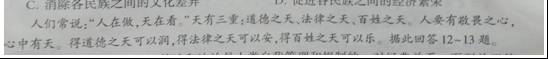 C. 消除各民族之间的文化差异 D. 促进各民族之间的经济繁荣
人们常说:“人在做,天在看。”天有三重:道德之天、法律之天、百姓之天。人要有敬畏之心,
心中有天。得道德之天可以润,得法律之天可以安,得百姓之天可以乐。据此回答12~13题。